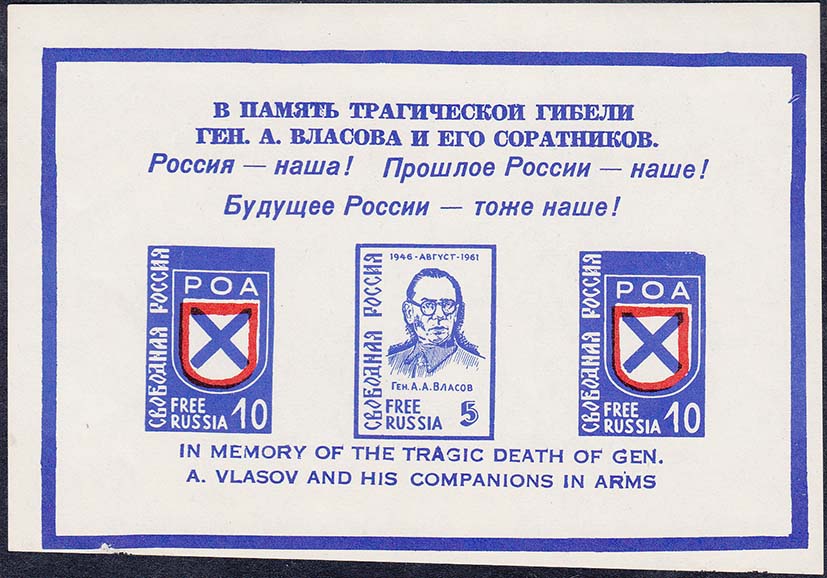 В ПАМЯТЬ ТРАГИЧЕСКОЙ ГИБЕЛИ
ГЕН. А. ВЛАСОВА И ЕГО СОРАТНИКОВ.
Россия — наша! Прошлое России — наше!
Будущее России — тоже наше!
СВОБОДНАЯ РОССИЯ
РОА
FREE
RUSSIA 10
1946-АВГУСТ-1961
СВОБОДНАЯ РОССИЯ
ГЕН. А.А. ВЛАСОВ
FREE
RUSSIA 5
СВОБОДНАЯ РОССИЯ
РОА
FREE
RUSSIA 10
IN MEMORY OF THE TRAGIC DEATH OF GEN.
A. VLASOV AND HIS COMPANIONS IN ARMS